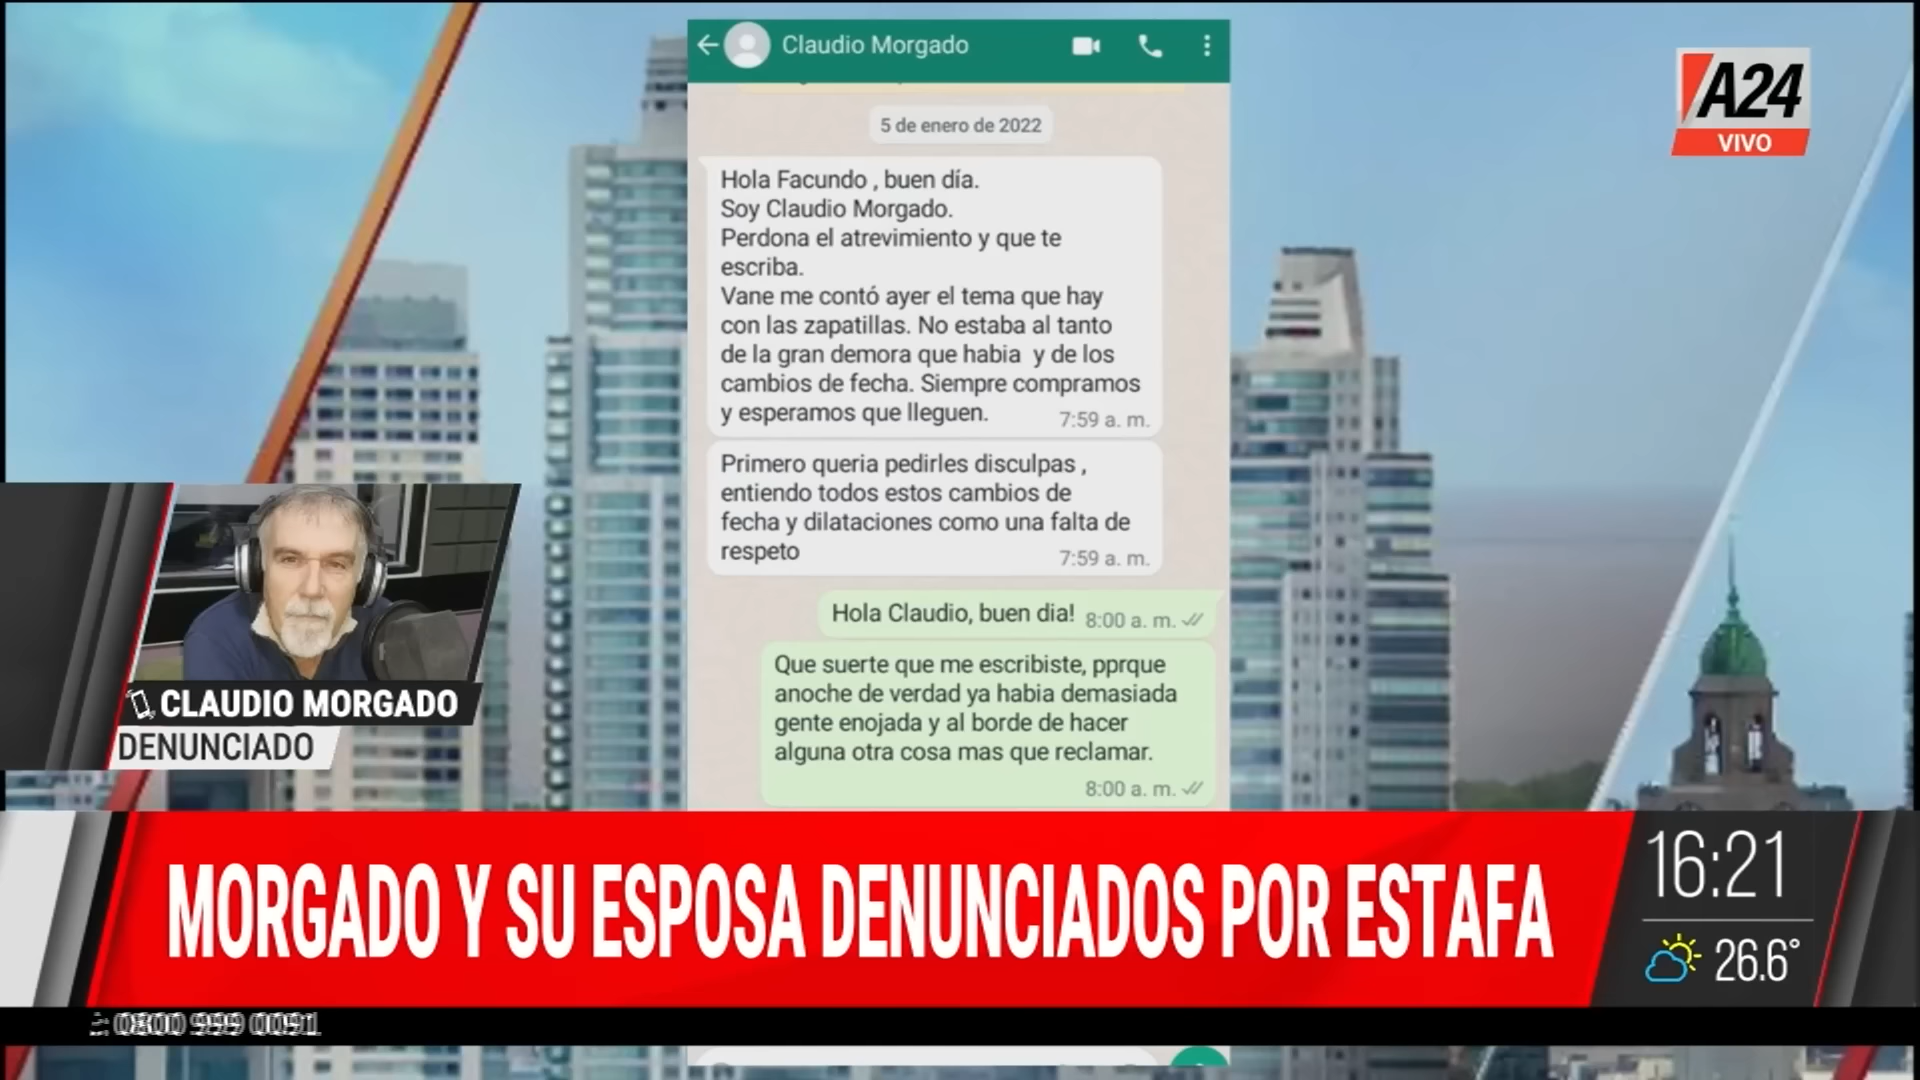 Claudio Morgado
5 de enero de 2022
Hola Facundo , buen día.
Soy Claudio Morgado.
Perdona el atrevimiento y que te
escriba.
Vane me contó ayer el tema que hay
con las zapatillas. No estaba al tanto
de la gran demora que habia  y de los
cambios de fecha. Siempre compramos
y esperamos que lleguen.
7:59 a. m.
Primero queria pedirles disculpas ,
entiendo todos estos cambios de
fecha y dilataciones como una falta de
respeto
7:59 a. m.
Hola Claudio, buen dia!
8:00 a. m.
Que suerte que me escribiste, pprque
anoche de verdad ya habia demasiada
gente enojada y al borde de hacer
alguna otra cosa mas que reclamar.
8:00 a. m.
A24
VIVO
CLAUDIO MORGADO
DENUNCIADO
MORGADO Y SU ESPOSA DENUNCIADOS POR ESTAFA
16:21
26.6°
0800 999 0091